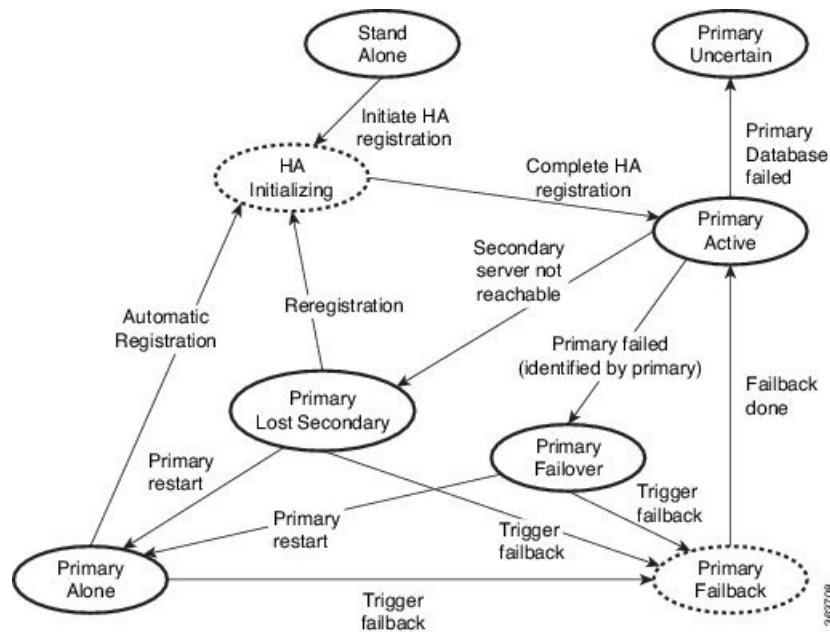 Stand
Alone
Primary
Uncertain
Initiate HA
registration
Primary
Database
failed
HA
Initializing
Complete HA
registration
Primary
Active
Secondary
server not
reachable
Automatic
Registration
Reregistration
Primary failed
(identified by primary)
Failback
done
Primary
Lost Secondary
Primary
Failover
Primary
restart
Primary
restart
Trigger
failback
Trigger
failback
Primary
Alone
Primary
Failback
Trigger
failback